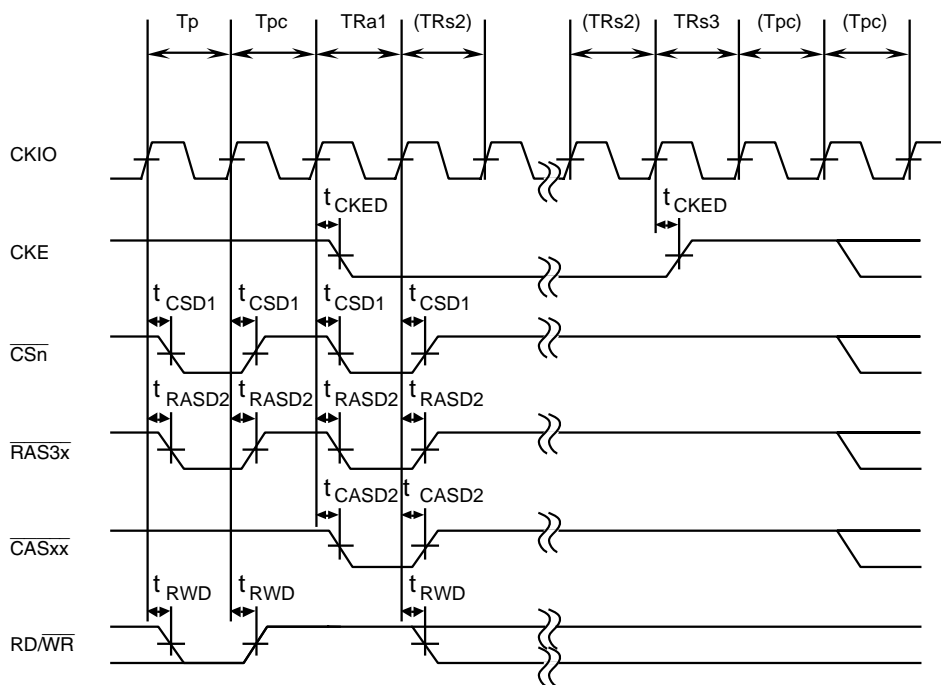 Tp Tpc TRa1 (TRs2) (TRs2) TRs3 (Tpc) (Tpc)
CKIO
tCKED tCKED
CKE
tCSD1 tCSD1 tCSD1 tCSD1
CSn
tRASD2 tRASD2 tRASD2 tRASD2
RAS3x
tCASD2 tCASD2
CASxx
tRWD tRWD tRWD
RD/WR